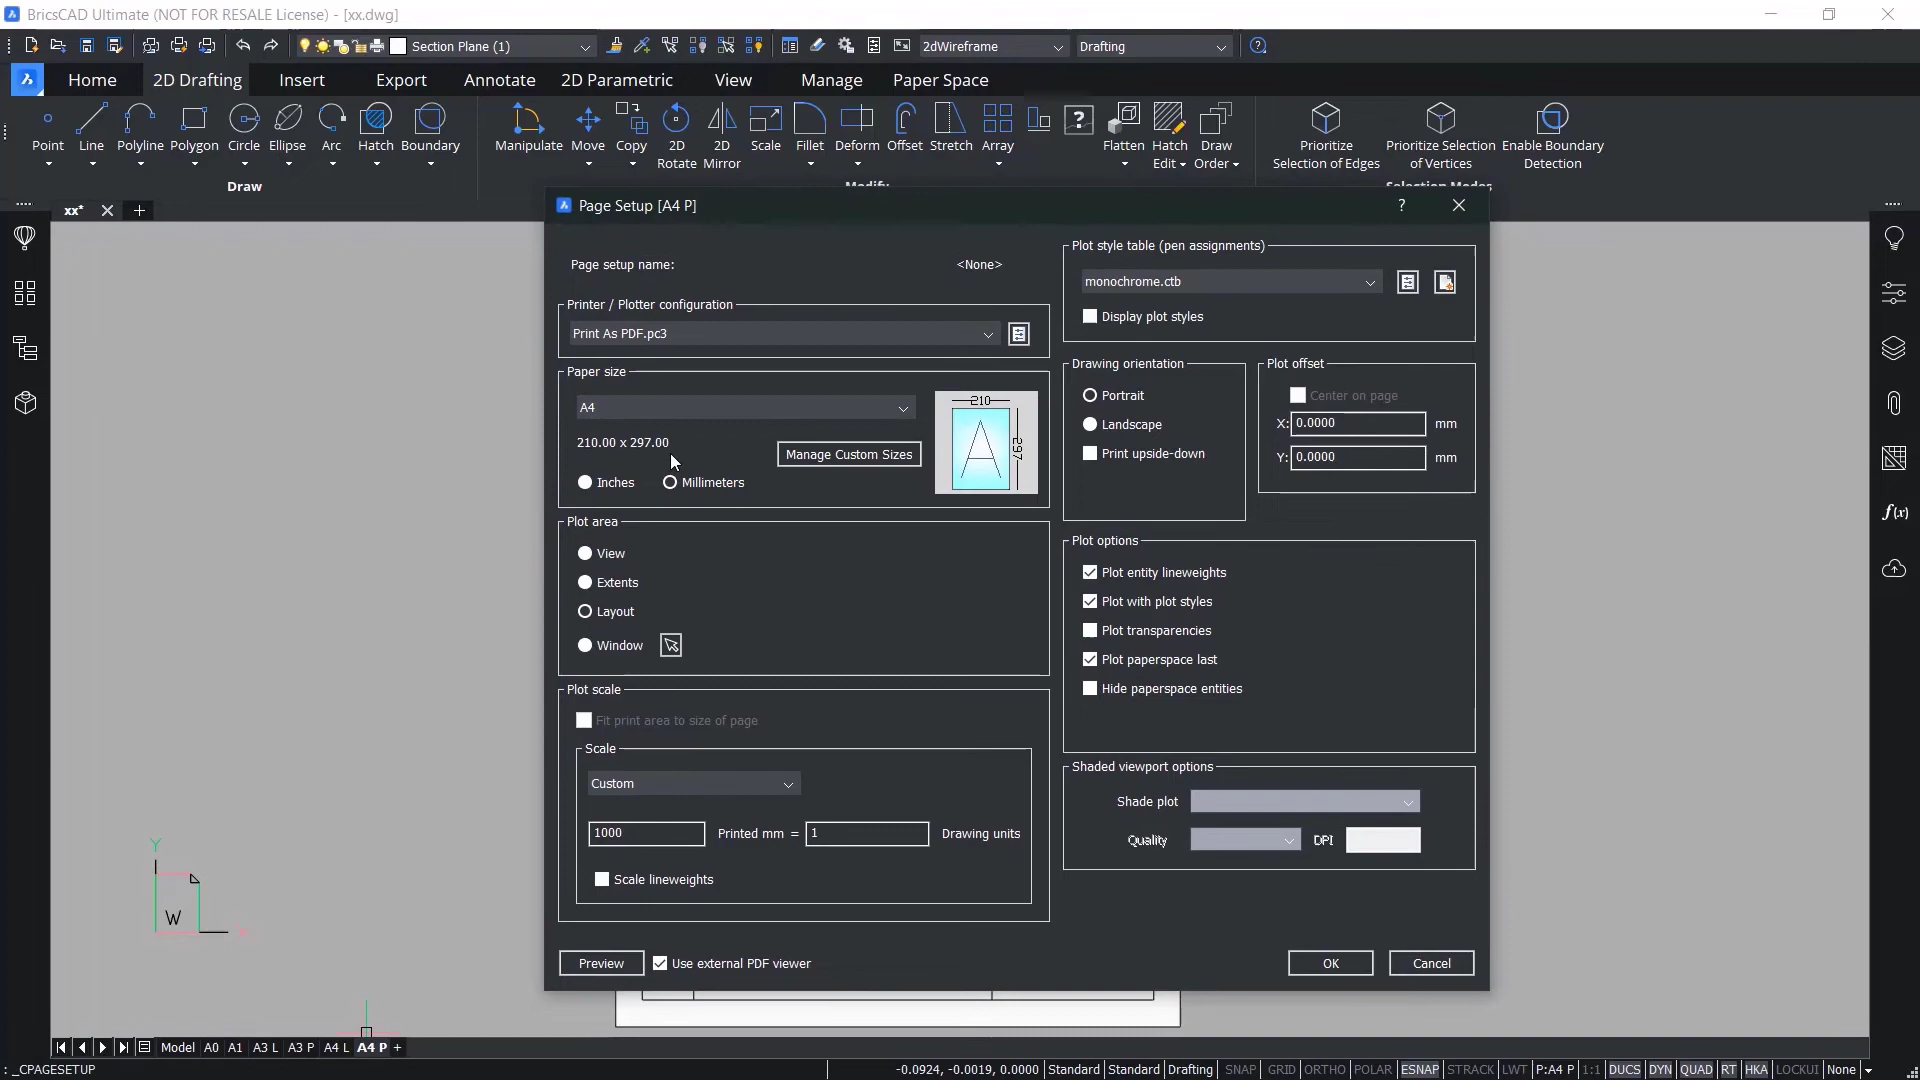 BricsCAD Ultimate (NOT FOR RESALE License) - [xx.dwg]
Section Plane (1) 2dWireframe Drafting
Home 2D Drafting Insert Export Annotate 2D Parametric View Manage Paper Space
Point Line Polyline Polygon Circle Ellipse Arc Hatch Boundary Manipulate Move Copy 2D Rotate 2D Mirror Scale Fillet Deform Offset Stretch Array Flatten Hatch Edit Draw Order Prioritize Selection of Edges Prioritize Selection of Vertices Enable Boundary Detection
Draw Modify Selection Modes
xx*
Page Setup [A4 P] ?
Page setup name: <None>
Printer / Plotter configuration
Print As PDF.pc3
Paper size
A4
210.00 x 297.00
Manage Custom Sizes
Inches Millimeters
210
297
A
Plot area
View
Extents
Layout
Window
Plot scale
Fit print area to size of page
Scale
Custom
1000 Printed mm = 1 Drawing units
Scale lineweights
Plot style table (pen assignments)
monochrome.ctb
Display plot styles
Drawing orientation
Portrait
Landscape
Print upside-down
Plot offset
Center on page
X: 0.0000 mm
Y: 0.0000 mm
Plot options
Plot entity lineweights
Plot with plot styles
Plot transparencies
Plot paperspace last
Hide paperspace entities
Shaded viewport options
Shade plot
Quality DPI
Preview Use external PDF viewer OK Cancel
f(x)
Y
W
X
Model A0 A1 A3 L A3 P A4 L A4 P +
: _CPAGESETUP -0.0924, -0.0019, 0.0000 Standard Standard Drafting SNAP GRID ORTHO POLAR ESNAP STRACK LWT P:A4 P 1:1 DUCS DYN QUAD RT HKA LOCKUI None